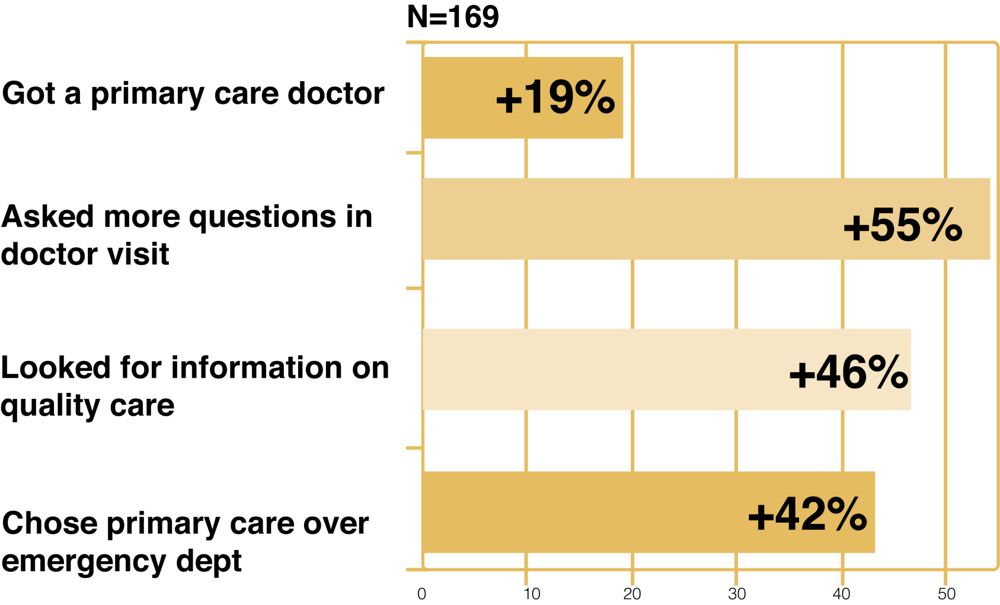 N=169
Got a primary care doctor
+19%
Asked more questions in
doctor visit
+55%
Looked for information on
quality care
+46%
Chose primary care over
emergency dept
+42%
0 10 20 30 40 50